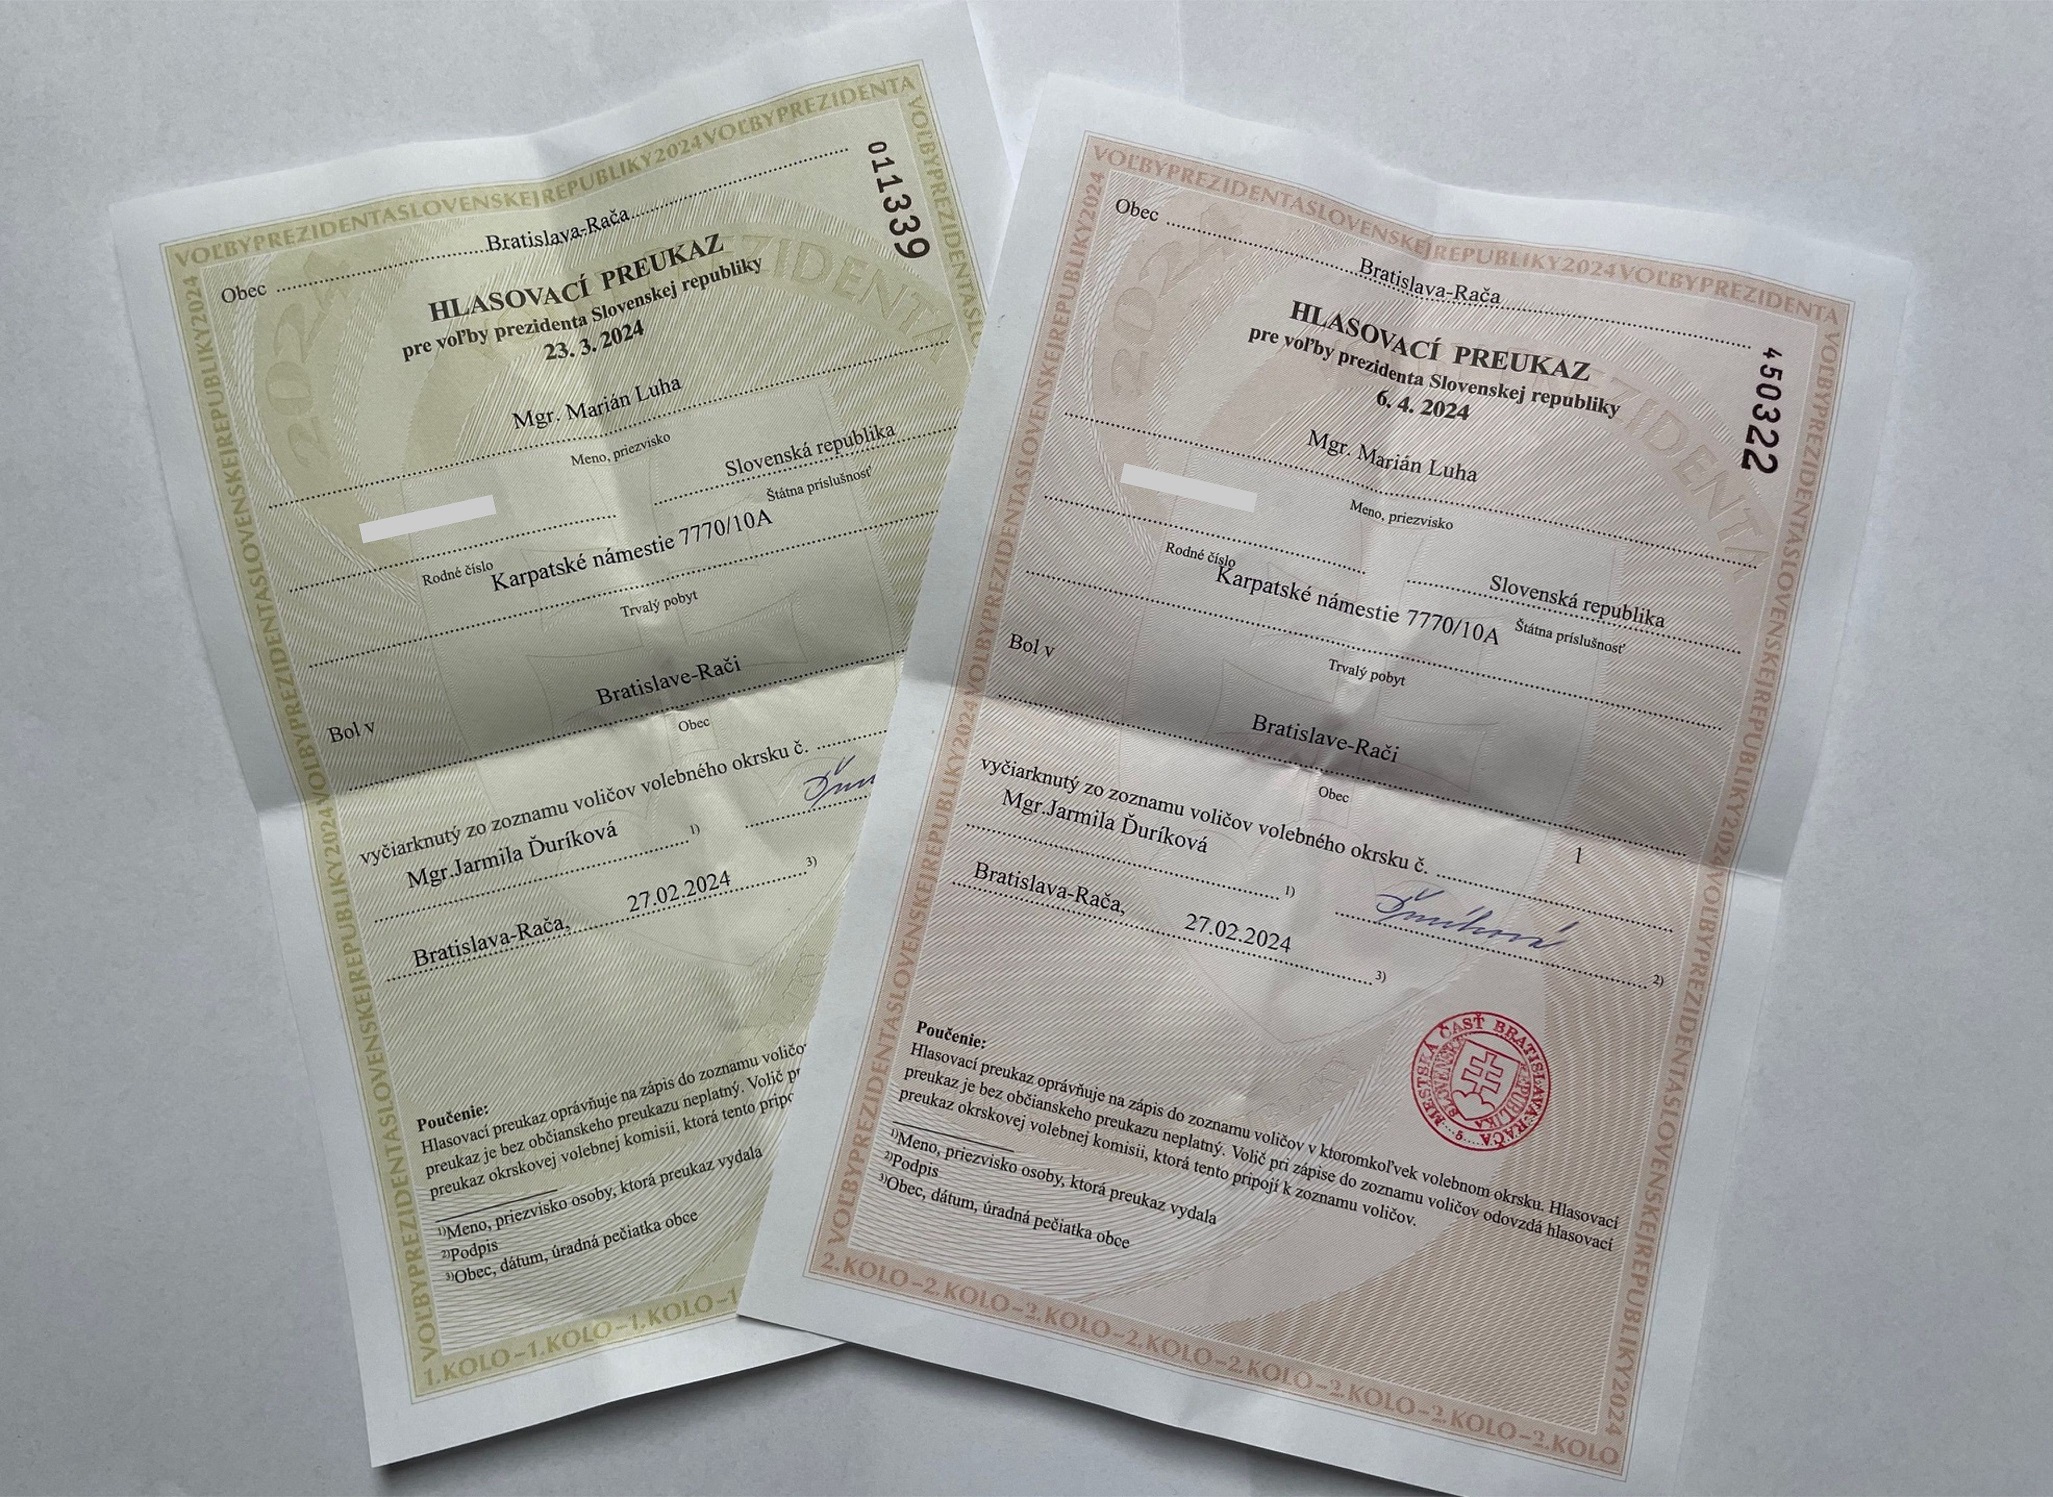 VOĽBYPREZIDENTASLOVENSKEJREPUBLIKY2024VOĽBYPREZIDENTA
011339
Obec Bratislava-Rača
HLASOVACÍ PREUKAZ
pre voľby prezidenta Slovenskej republiky
23. 3. 2024
Mgr. Marián Luha
Meno, priezvisko
Slovenská republika
Rodné číslo
Štátna príslušnosť
Karpatské námestie 7770/10A
Trvalý pobyt
Bol v Bratislave-Rači
Obec
vyčiarknutý zo zoznamu voličov volebného okrsku č.
Mgr.Jarmila Ďuríková 1)
Bratislava-Rača, 27.02.2024 3)
Poučenie:
Hlasovací preukaz oprávňuje na zápis do zoznamu voličo
preukaz je bez občianskeho preukazu neplatný. Volič pr
preukaz okrskovej volebnej komisii, ktorá tento pripo
1)Meno, priezvisko osoby, ktorá preukaz vydala
2)Podpis
3)Obec, dátum, úradná pečiatka obce
1.KOLO–1.KOLO–1.KOLO–1
VOĽBYPREZIDENTASLOVENSKEJREPUBLIKY2024VOĽBYPREZIDENTA
450322
Obec Bratislava-Rača
HLASOVACÍ PREUKAZ
pre voľby prezidenta Slovenskej republiky
6. 4. 2024
Mgr. Marián Luha
Meno, priezvisko
Slovenská republika
Rodné číslo
Štátna príslušnosť
Karpatské námestie 7770/10A
Trvalý pobyt
Bol v Bratislave-Rači
Obec
vyčiarknutý zo zoznamu voličov volebného okrsku č. 1
Mgr.Jarmila Ďuríková 1)
2)
Bratislava-Rača, 27.02.2024 3)
MESTSKÁ ČASŤ BRATISLAVA-RAČA
SLOVENSKÁ REPUBLIKA
5
Poučenie:
Hlasovací preukaz oprávňuje na zápis do zoznamu voličov v ktoromkoľvek volebnom okrsku. Hlasovací
preukaz je bez občianskeho preukazu neplatný. Volič pri zápise do zoznamu voličov odovzdá hlasovací
preukaz okrskovej volebnej komisii, ktorá tento pripojí k zoznamu voličov.
1)Meno, priezvisko osoby, ktorá preukaz vydala
2)Podpis
3)Obec, dátum, úradná pečiatka obce
2.KOLO–2.KOLO–2.KOLO–2.KOLO–2.KOLO–2.KOLO–2.KOLO–2.KOLO